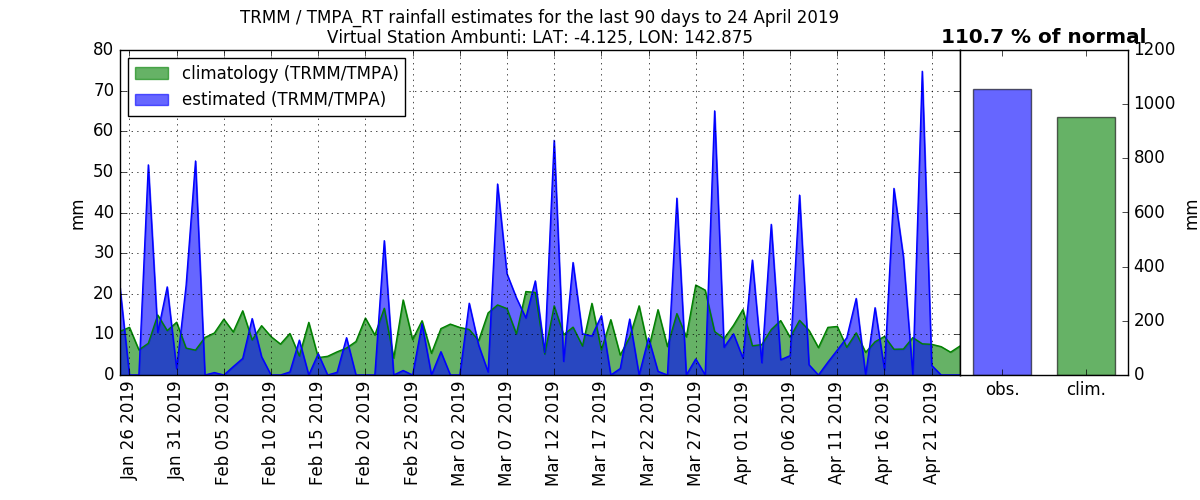 TRMM / TMPA_RT rainfall estimates for the last 90 days to 24 April 2019
Virtual Station Ambunti: LAT: -4.125, LON: 142.875
110.7 % of normal
climatology (TRMM/TMPA)
estimated (TRMM/TMPA)
mm
80
70
60
50
40
30
20
10
0
Jan 26 2019
Jan 31 2019
Feb 05 2019
Feb 10 2019
Feb 15 2019
Feb 20 2019
Feb 25 2019
Mar 02 2019
Mar 07 2019
Mar 12 2019
Mar 17 2019
Mar 22 2019
Mar 27 2019
Apr 01 2019
Apr 06 2019
Apr 11 2019
Apr 16 2019
Apr 21 2019
obs.
clim.
1200
1000
800
600
400
200
0
mm